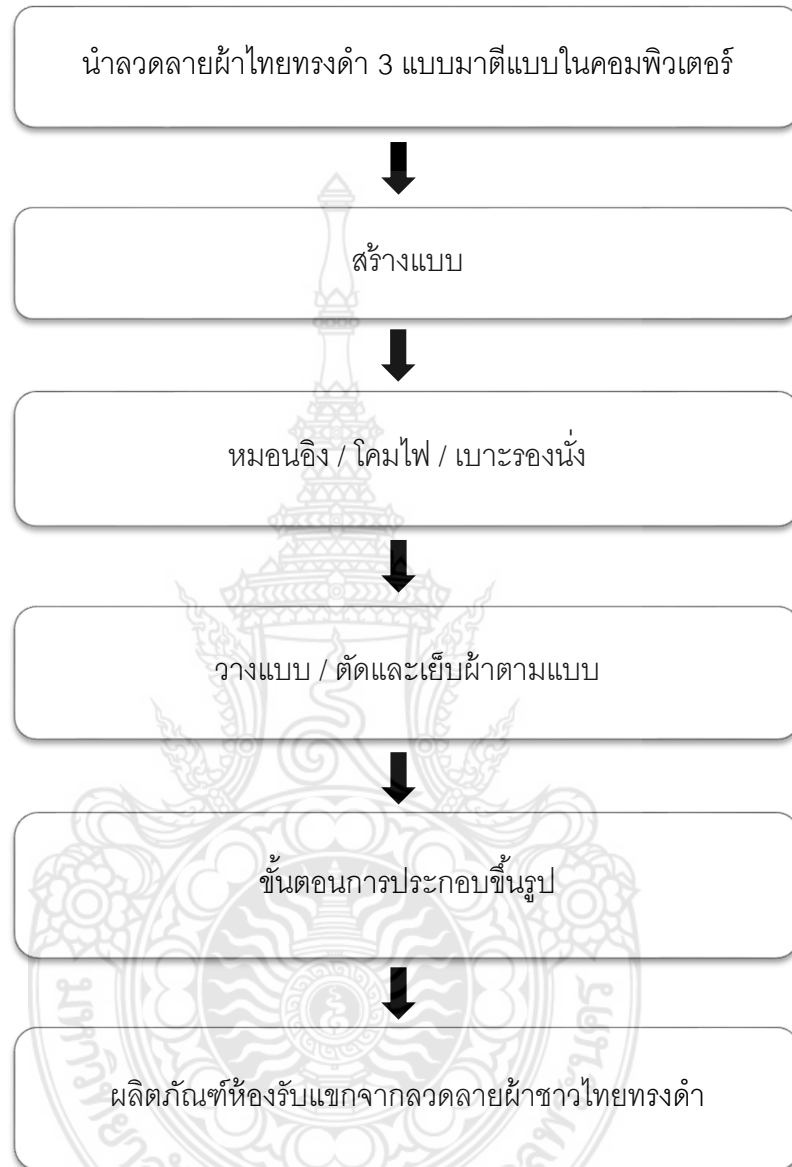 นำลวดลายผ้าไทยทรงดำ 3 แบบมาตีแบบในคอมพิวเตอร์
สร้างแบบ
หมอนอิง / โคมไฟ / เบาะรองนั่ง
วางแบบ / ตัดและเย็บผ้าตามแบบ
ขั้นตอนการประกอบขึ้นรูป
ผลิตภัณฑ์ห้องรับแขกจากลวดลายผ้าชาวไทยทรงดำ